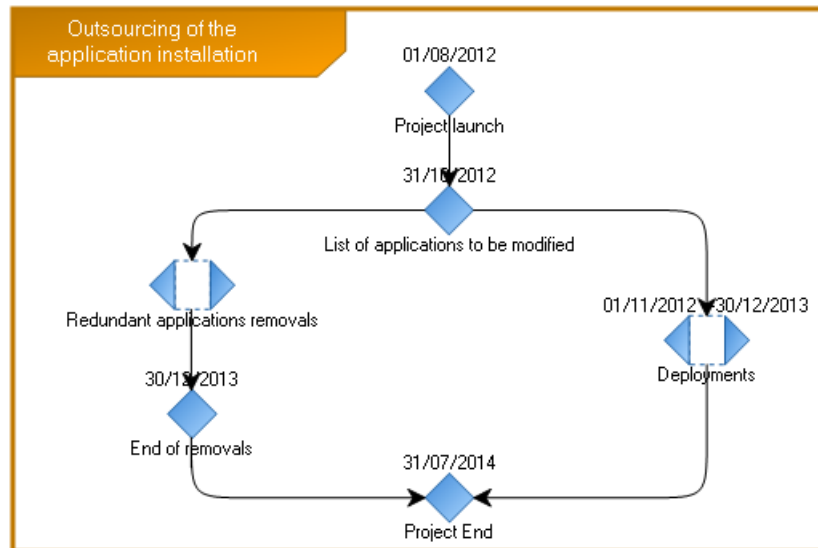 Outsourcing of the
application installation
01/08/2012
Project launch
31/10/2012
List of applications to be modified
Redundant applications removals
01/11/2012 30/12/2013
Deployments
30/12/2013
End of removals
31/07/2014
Project End